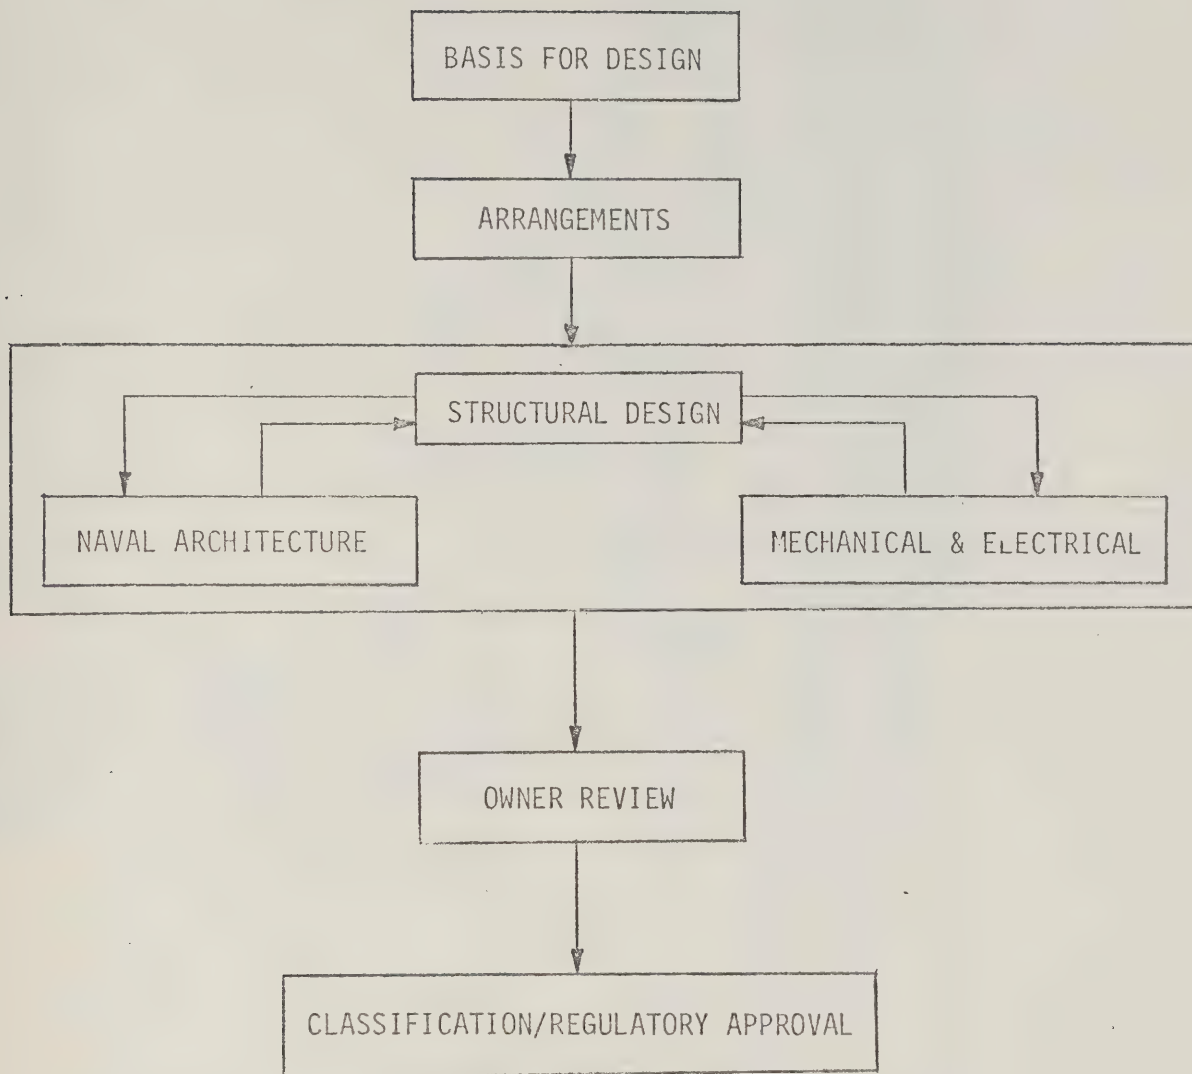 BASIS FOR DESIGN
ARRANGEMENTS
STRUCTURAL DESIGN
NAVAL ARCHITECTURE
MECHANICAL & ELECTRICAL
OWNER REVIEW
CLASSIFICATION/REGULATORY APPROVAL